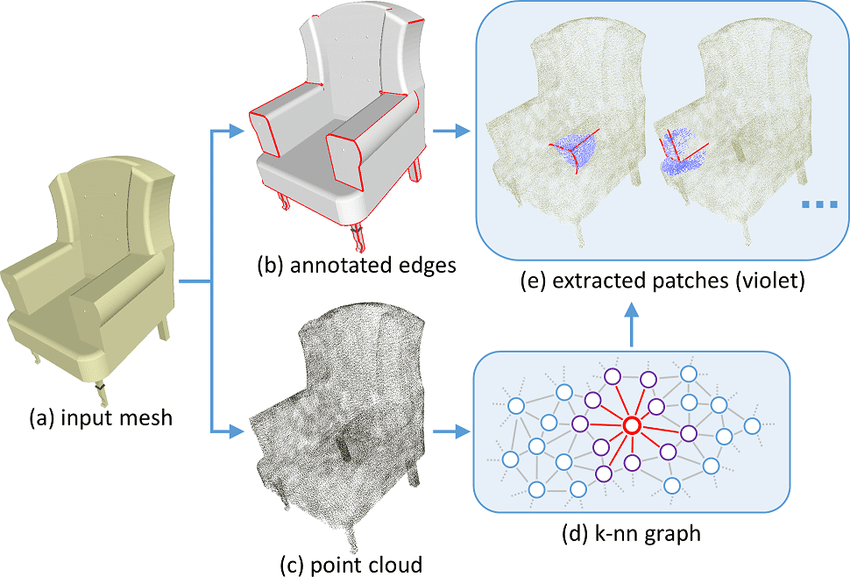 (b) annotated edges
(e) extracted patches (violet)
(a) input mesh
(d) k-nn graph
(c) point cloud